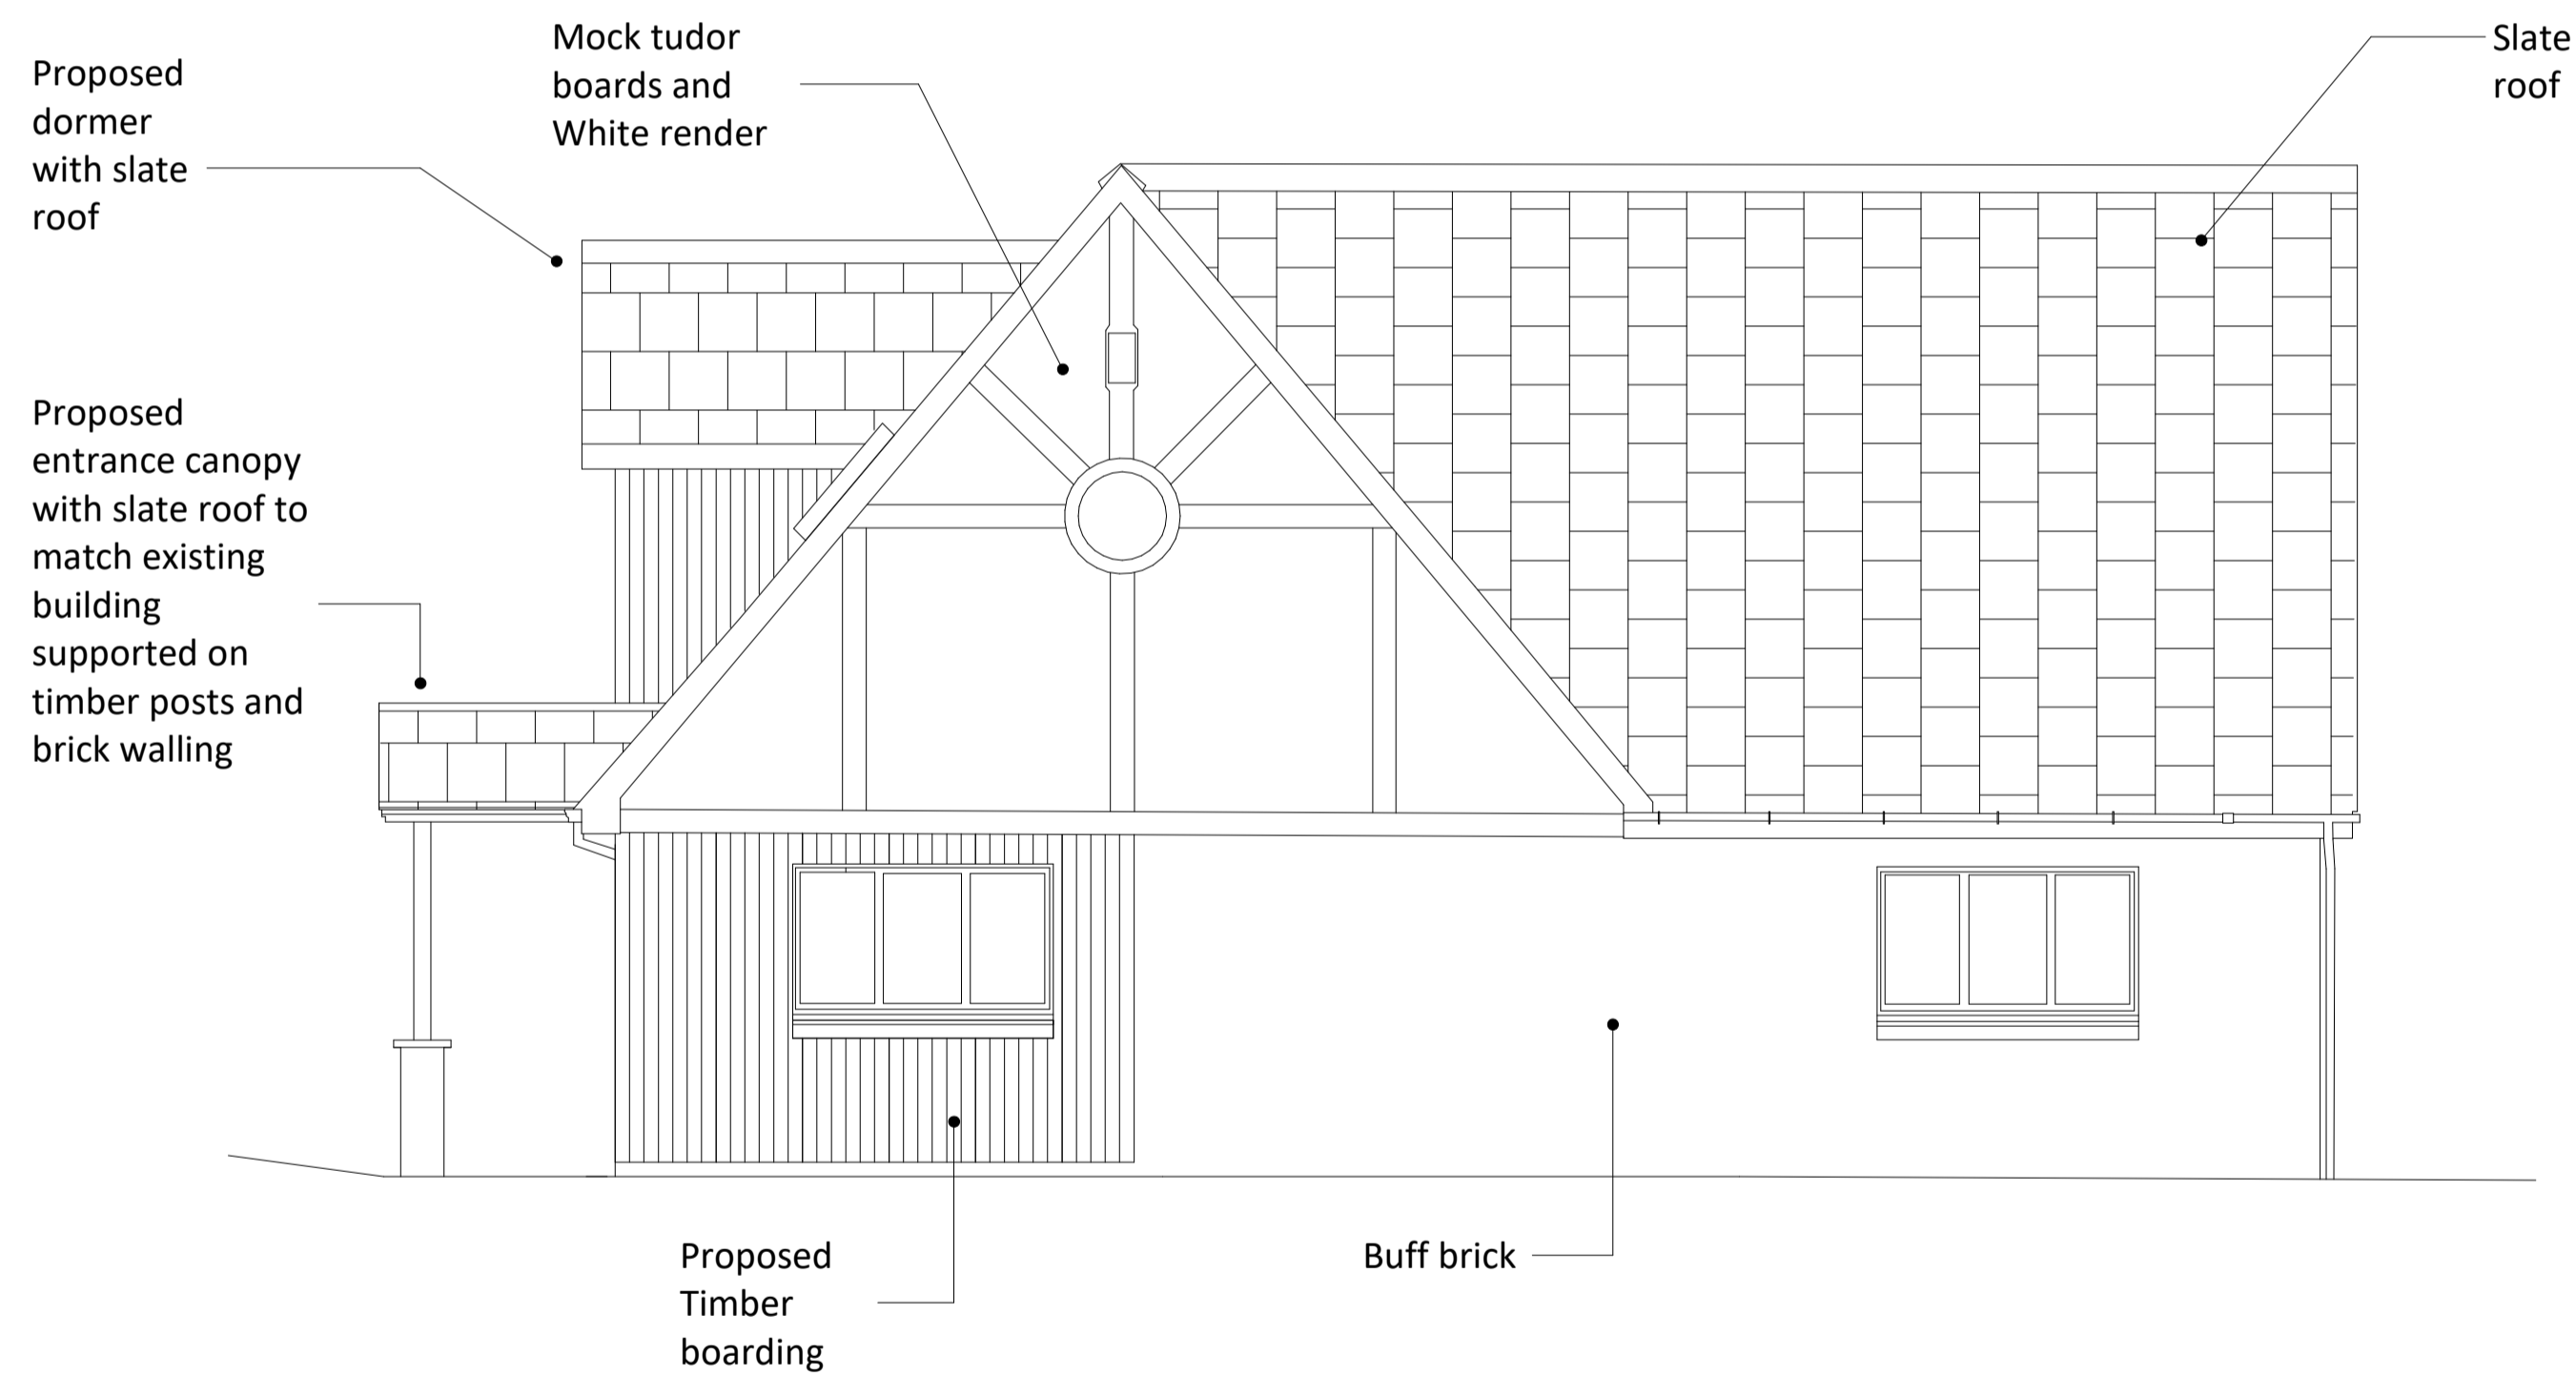 Proposed
dormer
with slate
roof
Mock tudor
boards and
White render
Slate
roof
Proposed
entrance canopy
with slate roof to
match existing
building
supported on
timber posts and
brick walling
Proposed
Timber
boarding
Buff brick